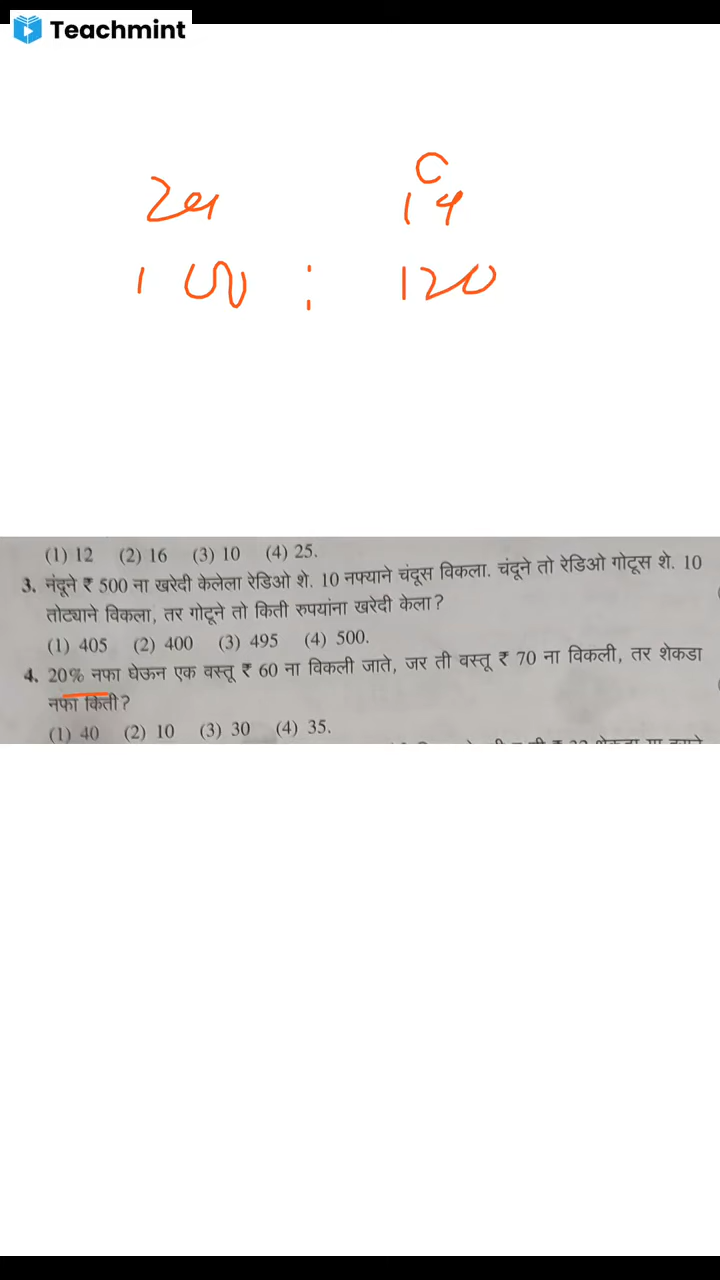 Teachmint
100 : 120
(1) 12 (2) 16 (3) 10 (4) 25.
3. नंदूने ₹ 500 ना खरेदी केलेला रेडिओ शे. 10 नफ्याने चंदूस विकला. चंदूने तो रेडिओ गोटूस शे. 10
तोट्याने विकला, तर गोटूने तो किती रुपयांना खरेदी केला?
(1) 405 (2) 400 (3) 495 (4) 500.
4. 20% नफा घेऊन एक वस्तू ₹ 60 ना विकली जाते, जर ती वस्तू ₹ 70 ना विकली, तर शेकडा
नफा किती?
(1) 40 (2) 10 (3) 30 (4) 35.